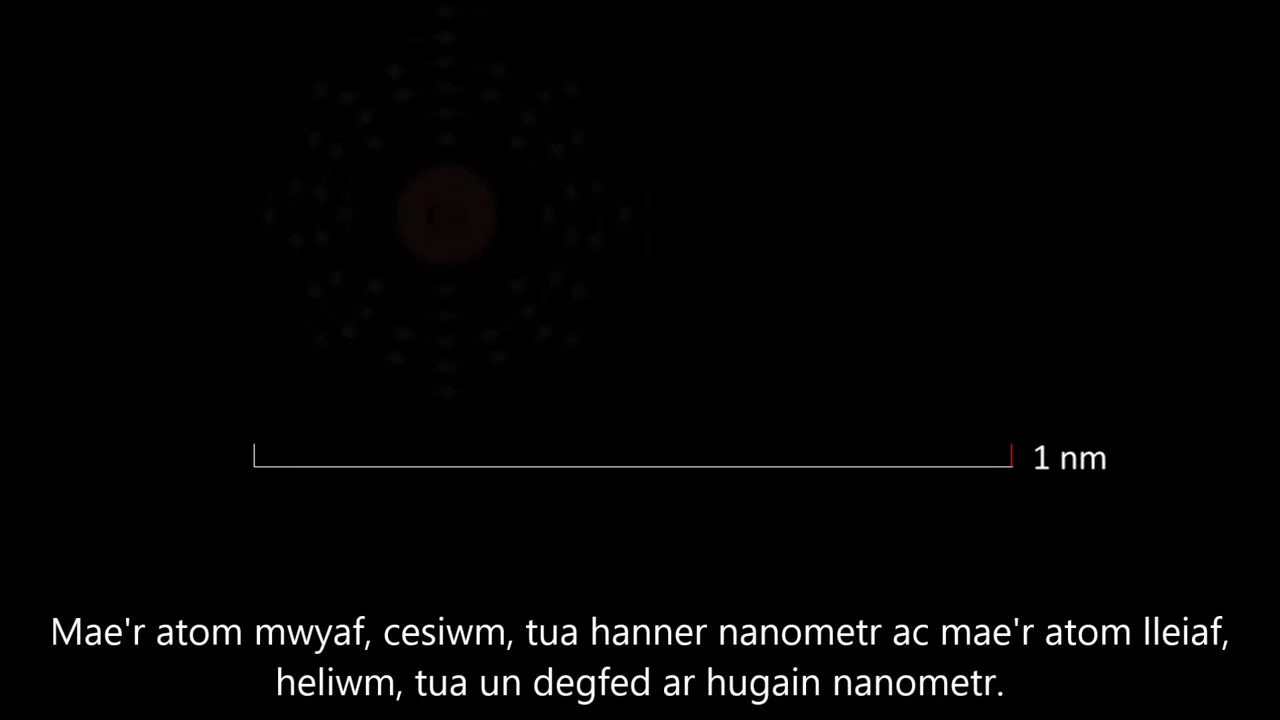 1 nm
Mae'r atom mwyaf, cesiwm, tua hanner nanometr ac mae'r atom lleiaf,
heliwm, tua un degfed ar hugain nanometr.